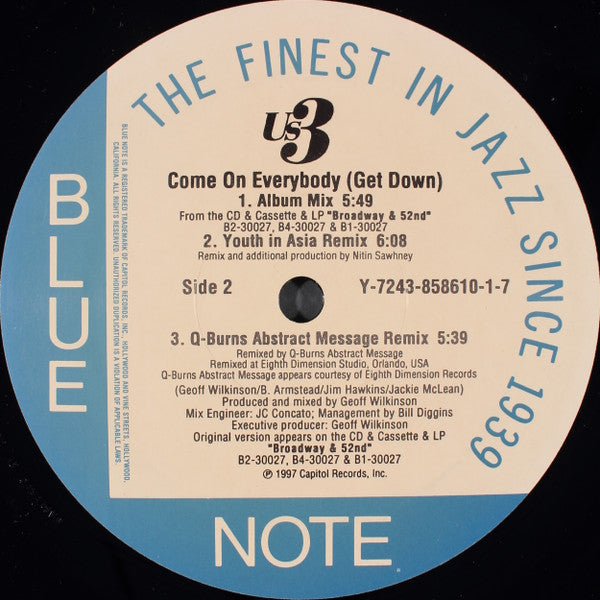 THE FINEST IN JAZZ SINCE 1939
BLUE
BLUE NOTE IS A REGISTERED TRADEMARK OF CAPITOL RECORDS, INC., HOLLYWOOD AND VINE STREETS, HOLLYWOOD,
CALIFORNIA. ALL RIGHTS RESERVED. UNAUTHORIZED DUPLICATION IS A VIOLATION OF APPLICABLE LAWS.
US3
Come On Everybody (Get Down)
1. Album Mix 5:49
From the CD & Cassette & LP "Broadway & 52nd"
B2-30027, B4-30027 & B1-30027
2. Youth in Asia Remix 6:08
Remix and additional production by Nitin Sawhney
Side 2 Y-7243-858610-1-7
3. Q-Burns Abstract Message Remix 5:39
Remixed by Q-Burns Abstract Message
Remixed at Eighth Dimension Studio, Orlando, USA
Q-Burns Abstract Message appears courtesy of Eighth Dimension Records
(Geoff Wilkinson/B. Armstead/Jim Hawkins/Jackie McLean)
Produced and mixed by Geoff Wilkinson
Mix Engineer: JC Concato; Management by Bill Diggins
Executive producer: Geoff Wilkinson
Original version appears on the CD & Cassette & LP
"Broadway & 52nd"
B2-30027, B4-30027 & B1-30027
℗ © 1997 Capitol Records, Inc.
NOTE